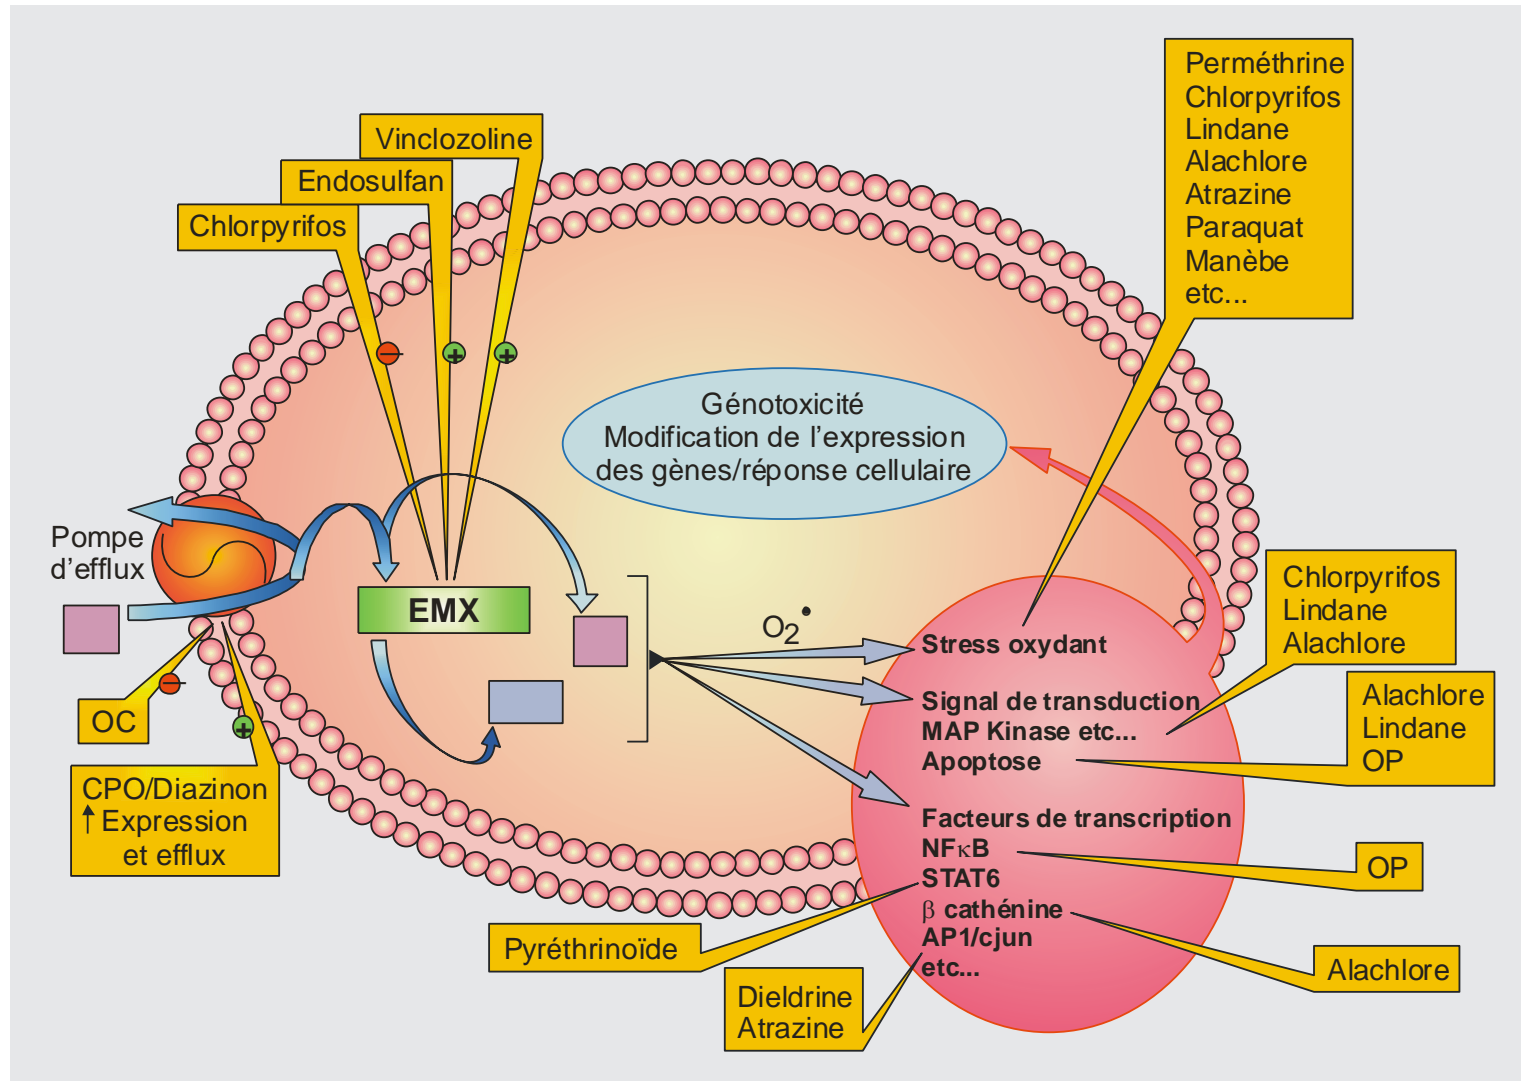 Perméthrine
Chlorpyrifos
Lindane
Alachlore
Atrazine
Paraquat
Manèbe
etc...
Vinclozoline
Endosulfan
Chlorpyrifos
Génotoxicité
Modification de l'expression
des gènes/réponse cellulaire
Pompe
d'efflux
EMX
O2•
OC
CPO/Diazinon
↑ Expression
et efflux
Stress oxydant
Signal de transduction
MAP Kinase etc...
Apoptose
Facteurs de transcription
NFκB
STAT6
β cathénine
AP1/cjun
etc...
Chlorpyrifos
Lindane
Alachlore
Alachlore
Lindane
OP
OP
Alachlore
Pyréthrinoïde
Dieldrine
Atrazine